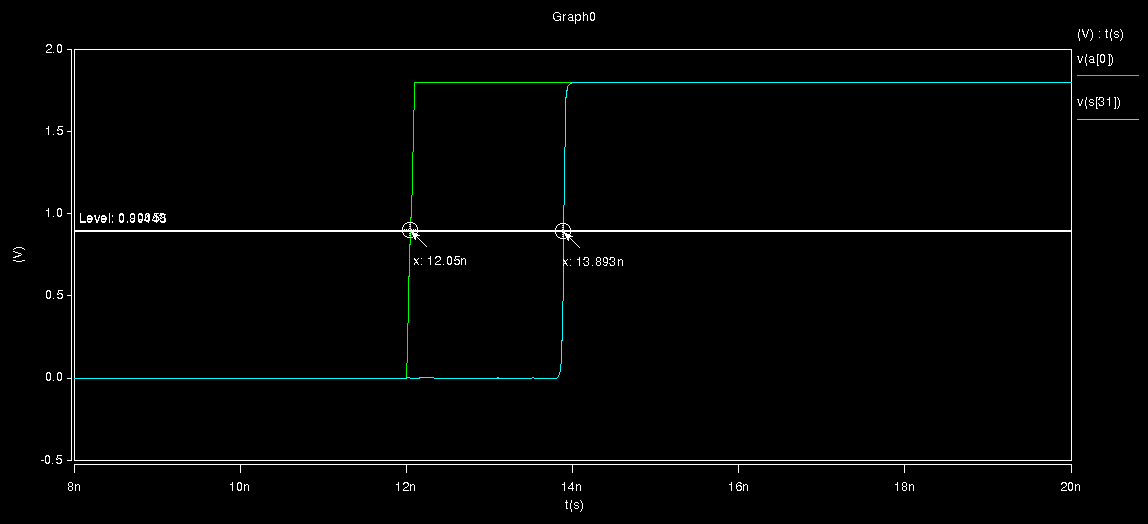 Graph0
(V) : t(s)
v(a[0])
v(s[31])
2.0
1.5
1.0
Level:
(V)
x: 12.05n
x: 13.893n
0.5
0.0
-0.5
8n 10n 12n 14n 16n 18n 20n
t(s)